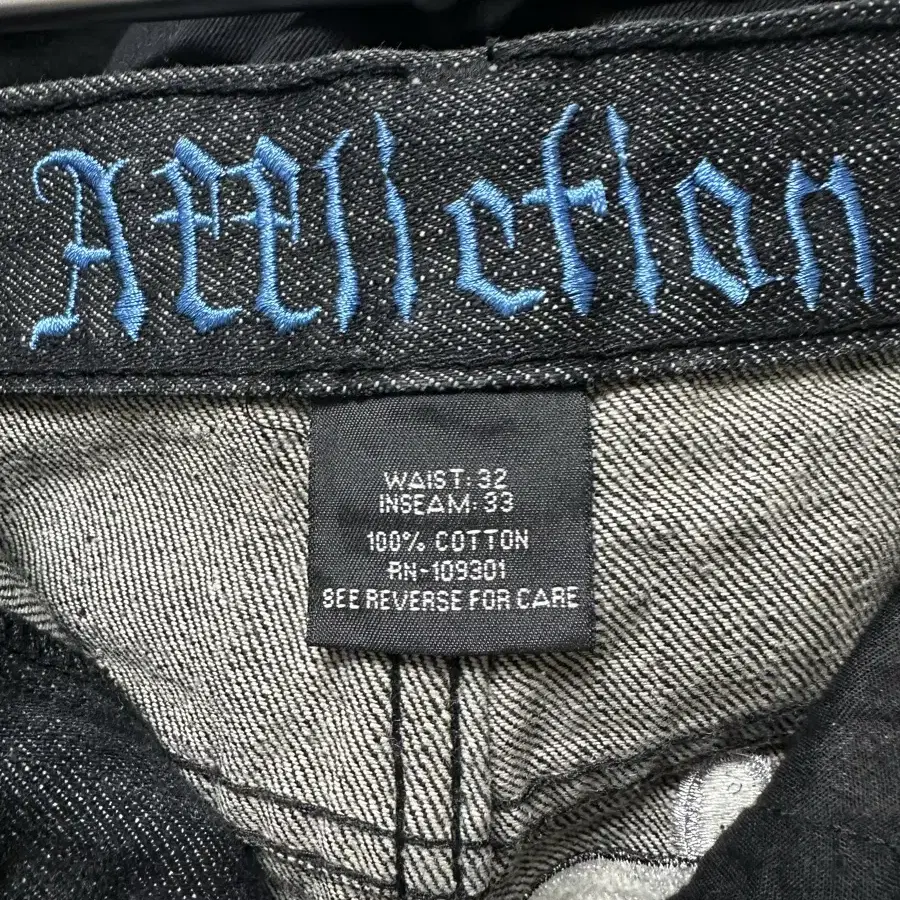 Affliction
WAIST: 32
INSEAM: 33
100% COTTON
RN-109301
SEE REVERSE FOR CARE